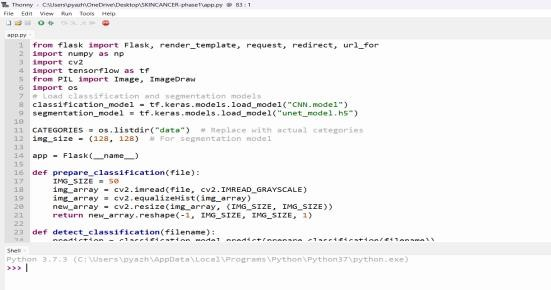 Thonny - C:\Users\pyazh\OneDrive\Desktop\SKINCANCER-phase1\app.py @ 83 : 1
File Edit View Run Tools Help
app.py
1 from flask import Flask, render_template, request, redirect, url_for
2 import numpy as np
3 import cv2
4 import tensorflow as tf
5 from PIL import Image, ImageDraw
6 import os
7 # Load classification and segmentation models
8 classification_model = tf.keras.models.load_model("CNN.model")
9 segmentation_model = tf.keras.models.load_model("unet_model.h5")
10
11 CATEGORIES = os.listdir("data")  # Replace with actual categories
12 img_size = (128, 128)  # For segmentation model
13
14 app = Flask(__name__)
15
16 def prepare_classification(file):
17     IMG_SIZE = 50
18     img_array = cv2.imread(file, cv2.IMREAD_GRAYSCALE)
19     img_array = cv2.equalizeHist(img_array)
20     new_array = cv2.resize(img_array, (IMG_SIZE, IMG_SIZE))
21     return new_array.reshape(-1, IMG_SIZE, IMG_SIZE, 1)
22
23 def detect_classification(filename):
prediction = classification_model.predict(prepare_classification(filename))
Shell
Python 3.7.3 (C:\Users\pyazh\AppData\Local\Programs\Python\Python37\python.exe)
>>>